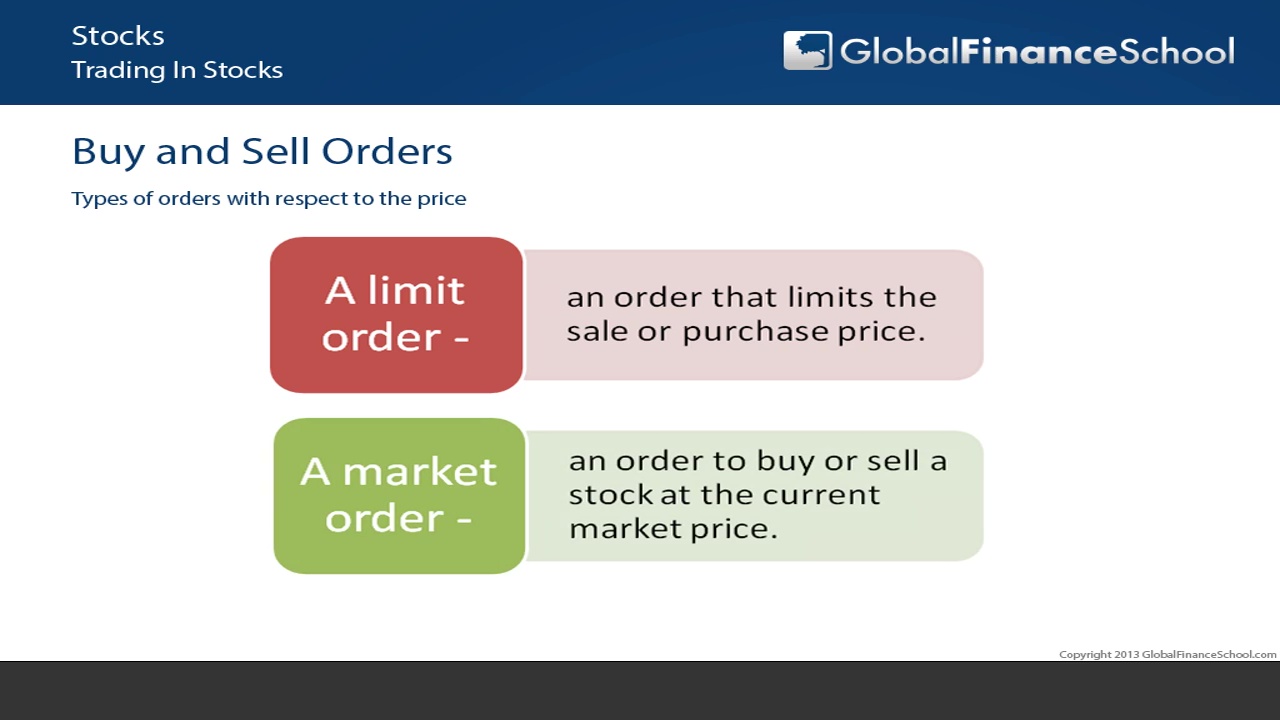 Stocks
Trading In Stocks
GlobalFinanceSchool
Buy and Sell Orders
Types of orders with respect to the price
A limit
order -
an order that limits the
sale or purchase price.
A market
order -
an order to buy or sell a
stock at the current
market price.
Copyright 2013 GlobalFinanceSchool.com